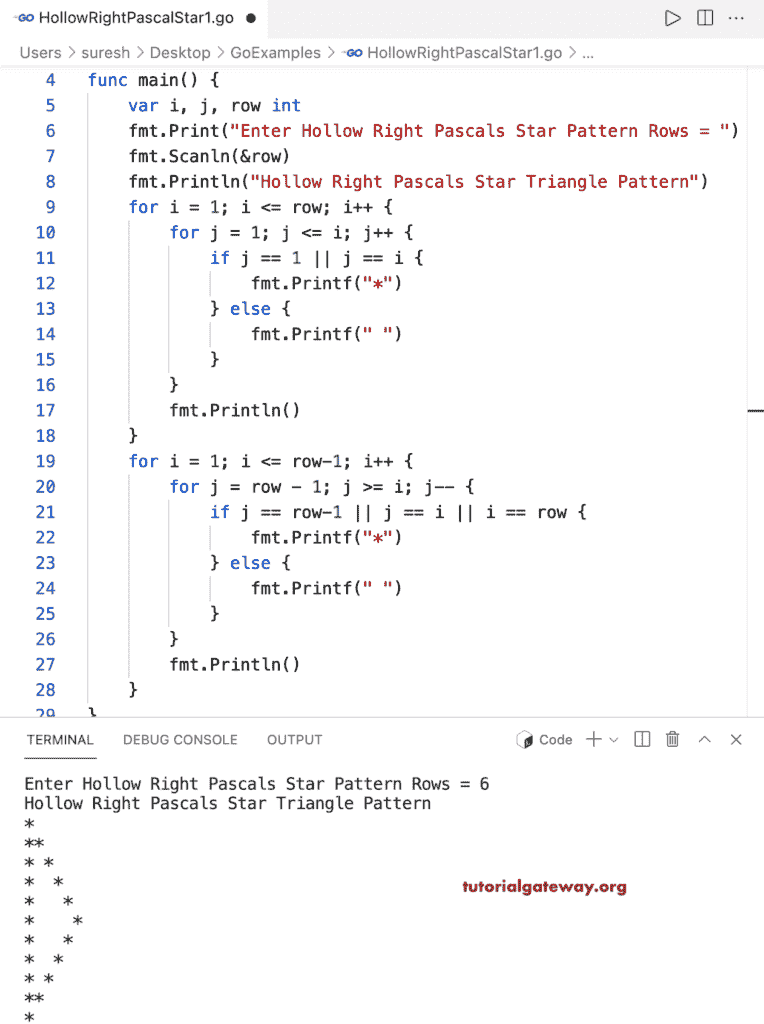 GO HollowRightPascalStar1.go ●
Users > suresh > Desktop > GoExamples > GO HollowRightPascalStar1.go > ...
4 func main() {
5     var i, j, row int
6     fmt.Print("Enter Hollow Right Pascals Star Pattern Rows = ")
7     fmt.Scanln(&row)
8     fmt.Println("Hollow Right Pascals Star Triangle Pattern")
9     for i = 1; i <= row; i++ {
10         for j = 1; j <= i; j++ {
11             if j == 1 || j == i {
12                 fmt.Printf("*")
13             } else {
14                 fmt.Printf(" ")
15             }
16         }
17         fmt.Println()
18     }
19     for i = 1; i <= row-1; i++ {
20         for j = row - 1; j >= i; j-- {
21             if j == row-1 || j == i || i == row {
22                 fmt.Printf("*")
23             } else {
24                 fmt.Printf(" ")
25             }
26         }
27         fmt.Println()
28     }
29 }
TERMINAL DEBUG CONSOLE OUTPUT Code
Enter Hollow Right Pascals Star Pattern Rows = 6
Hollow Right Pascals Star Triangle Pattern
*
**
* *
*  *
*   *
*    *
*   *
*  *
* *
**
*
tutorialgateway.org